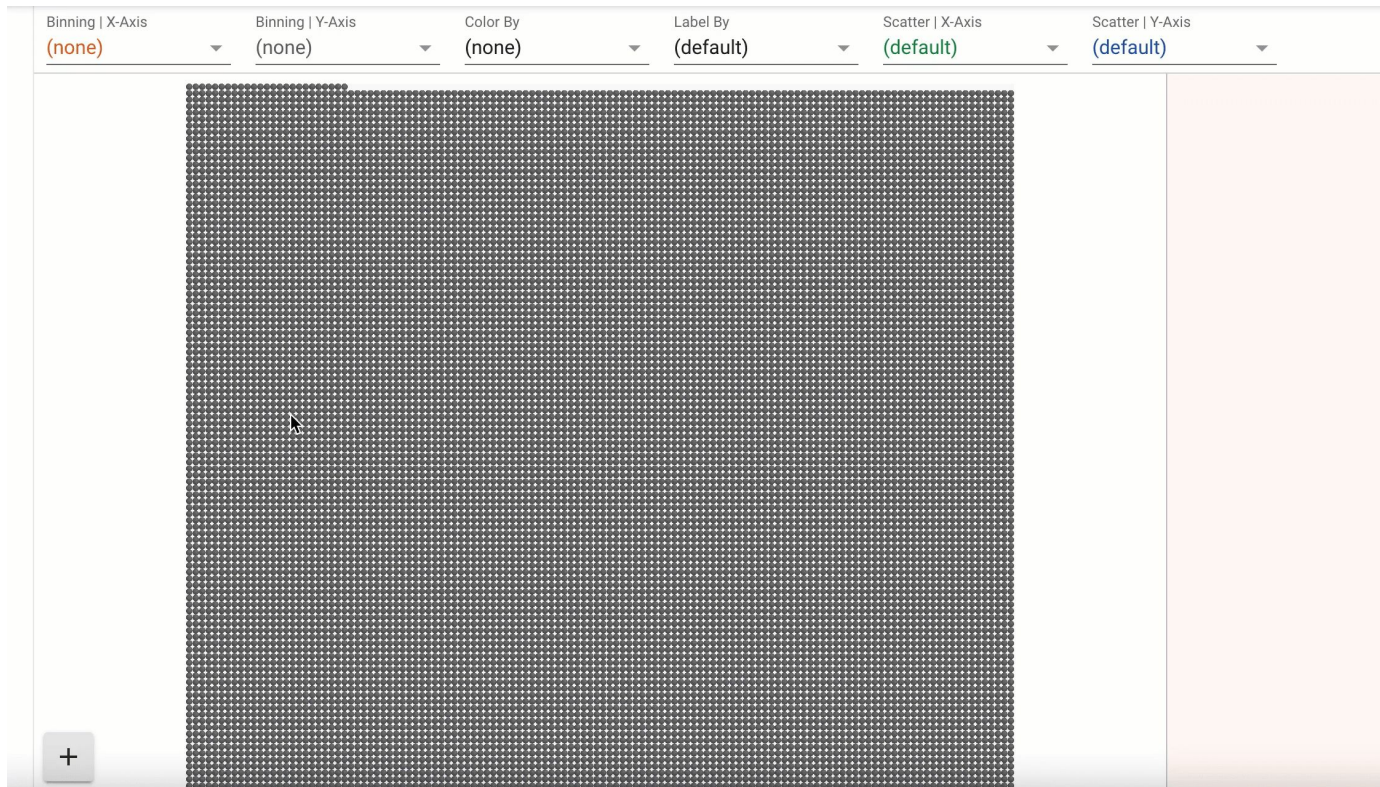 Binning | X-Axis
Binning | Y-Axis
Color By
Label By
Scatter | X-Axis
Scatter | Y-Axis
(none)
(none)
(none)
(default)
(default)
(default)
+